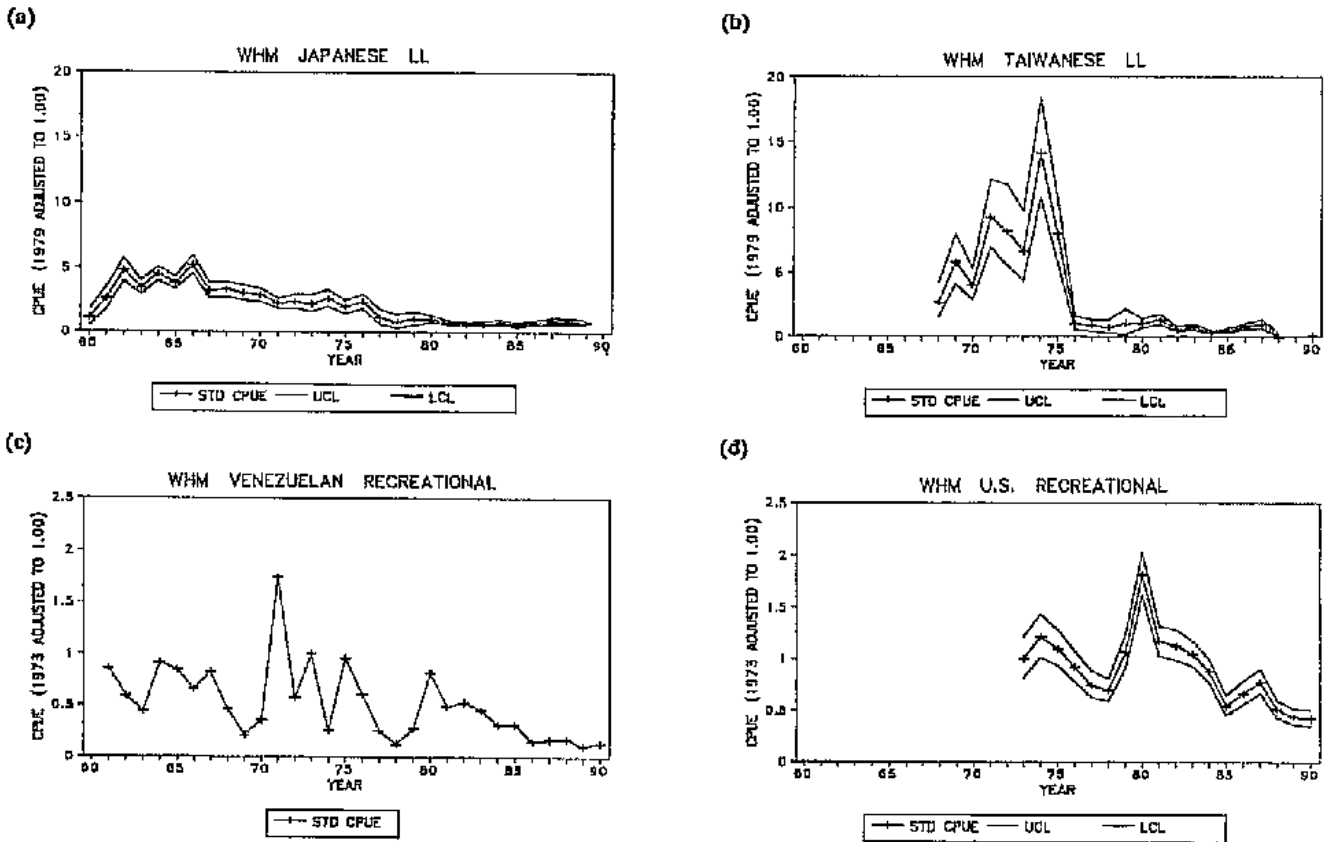 (a)
WHM JAPANESE LL
CPUE (1979 ADJUSTED TO 1.00)
20
15
10
5
0
60 65 70 75 80 85 90
YEAR
STD CPUE UCL LCL
(b)
WHM TAIWANESE LL
CPUE (1979 ADJUSTED TO 1.00)
20
15
10
5
0
60 65 70 75 80 85 90
YEAR
STD CPUE UCL LCL
(c)
WHM VENEZUELAN RECREATIONAL
CPUE (1973 ADJUSTED TO 1.00)
2.5
2
1.5
1
0.5
0
60 65 70 75 80 85 90
YEAR
STD CPUE
(d)
WHM U.S. RECREATIONAL
CPUE (1973 ADJUSTED TO 1.00)
2.5
2
1.5
1
0.5
0
60 65 70 75 80 85 90
YEAR
STD CPUE UCL LCL